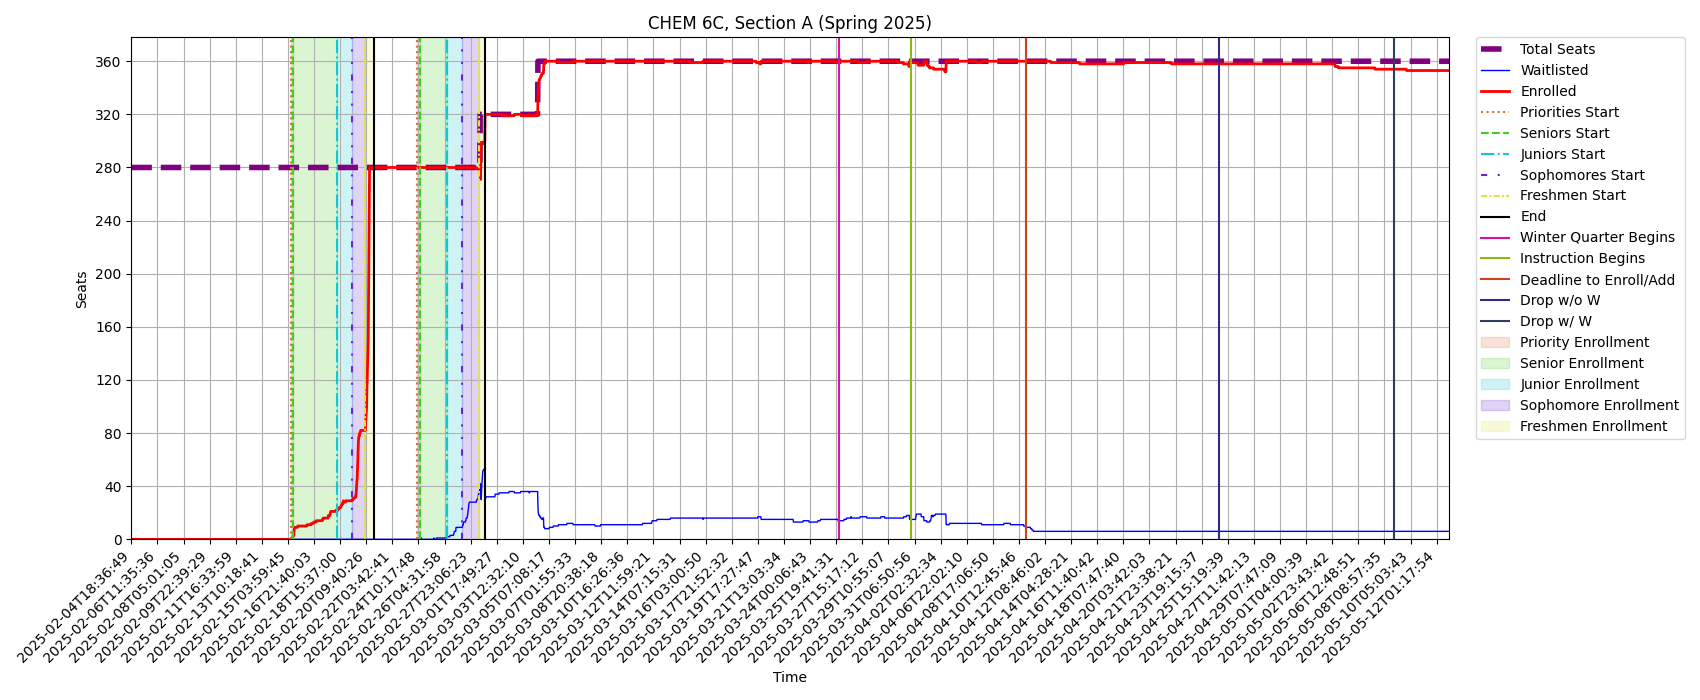 CHEM 6C, Section A (Spring 2025)
Seats
360
320
280
240
200
160
120
80
40
0
2025-02-04T18:36:49
2025-02-06T11:35:36
2025-02-08T05:01:05
2025-02-09T22:39:29
2025-02-11T16:33:59
2025-02-13T10:18:41
2025-02-15T03:59:45
2025-02-16T21:40:03
2025-02-18T15:37:00
2025-02-20T09:40:26
2025-02-22T03:42:41
2025-02-24T10:17:48
2025-02-26T04:31:58
2025-02-27T23:06:23
2025-03-01T17:49:27
2025-03-03T12:32:10
2025-03-05T07:08:17
2025-03-07T01:55:33
2025-03-08T20:38:18
2025-03-10T16:26:36
2025-03-12T11:59:21
2025-03-14T07:15:31
2025-03-16T03:00:50
2025-03-17T21:52:32
2025-03-19T17:27:47
2025-03-21T13:03:34
2025-03-24T00:06:43
2025-03-25T19:41:37
2025-03-27T15:17:12
2025-03-29T10:55:07
2025-03-31T06:50:56
2025-04-02T02:32:34
2025-04-06T22:02:10
2025-04-08T17:06:50
2025-04-10T12:45:46
2025-04-12T08:46:02
2025-04-14T04:28:21
2025-04-16T11:40:42
2025-04-18T07:47:40
2025-04-20T03:42:03
2025-04-21T23:38:21
2025-04-23T19:15:37
2025-04-25T15:19:39
2025-04-27T11:42:13
2025-04-29T07:47:09
2025-05-01T04:00:39
2025-05-02T23:43:42
2025-05-06T12:48:51
2025-05-08T08:57:35
2025-05-10T05:03:43
2025-05-12T01:17:54
Time
Total Seats
Waitlisted
Enrolled
Priorities Start
Seniors Start
Juniors Start
Sophomores Start
Freshmen Start
End
Winter Quarter Begins
Instruction Begins
Deadline to Enroll/Add
Drop w/o W
Drop w/ W
Priority Enrollment
Senior Enrollment
Junior Enrollment
Sophomore Enrollment
Freshmen Enrollment